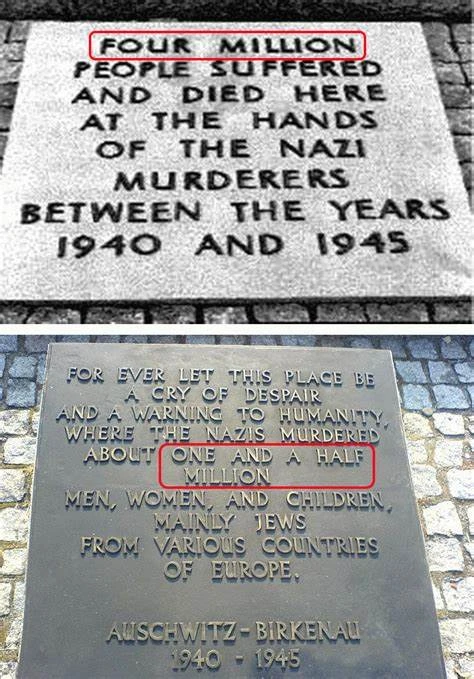 FOUR MILLION
PEOPLE SUFFERED
AND DIED HERE
AT THE HANDS
OF THE NAZI
MURDERERS
BETWEEN THE YEARS
1940 AND 1945
FOR EVER LET THIS PLACE BE
A CRY OF DESPAIR
AND A WARNING TO HUMANITY,
WHERE THE NAZIS MURDERED
ABOUT ONE AND A HALF
MILLION
MEN, WOMEN, AND CHILDREN,
MAINLY JEWS
FROM VARIOUS COUNTRIES
OF EUROPE.
AUSCHWITZ-BIRKENAU
1940 - 1945